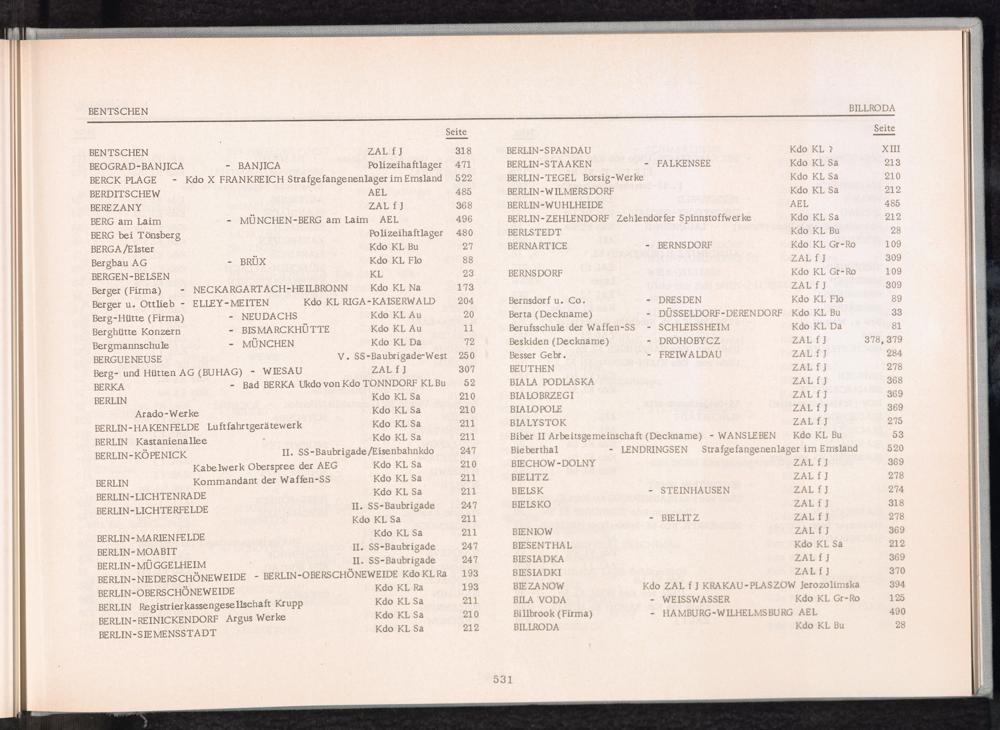 BENTSCHEN BILLRODA
Seite
BENTSCHEN ZAL f J 318
BEOGRAD-BANJICA - BANJICA Polizeihaftlager 471
BERCK PLAGE - Kdo X FRANKREICH Strafgefangenenlager im Emsland 522
BERDITSCHEW AEL 485
BEREZANY ZAL f J 368
BERG am Laim - MÜNCHEN-BERG am Laim AEL 496
BERG bei Tönsberg Polizeihaftlager 480
BERGA/Elster Kdo KL Bu 27
Bergbau AG - BRÜX Kdo KL Flo 88
BERGEN-BELSEN KL 23
Berger (Firma) - NECKARGARTACH-HEILBRONN Kdo KL Na 173
Berger u. Ottlieb - ELLEY-MEITEN Kdo KL RIGA-KAISERWALD 204
Berg-Hütte (Firma) - NEUDACHS Kdo KL Au 20
Berghütte Konzern - BISMARCKHÜTTE Kdo KL Au 11
Bergmannschule - MÜNCHEN Kdo KL Da 72
BERGUENEUSE V. SS-Baubrigade-West 250
Berg- und Hütten AG (BUHAG) - WIESAU ZAL f J 307
BERKA - Bad BERKA Ukdo von Kdo TONNDORF KL Bu 52
BERLIN Kdo KL Sa 210
Arado-Werke Kdo KL Sa 210
BERLIN-HAKENFELDE Luftfahrtgerätewerk Kdo KL Sa 211
BERLIN Kastanienallee Kdo KL Sa 211
BERLIN-KÖPENICK II. SS-Baubrigade/Eisenbahnkdo 247
Kabelwerk Oberspree der AEG Kdo KL Sa 210
BERLIN Kommandant der Waffen-SS Kdo KL Sa 211
BERLIN-LICHTENRADE Kdo KL Sa 211
BERLIN-LICHTERFELDE II. SS-Baubrigade 247
Kdo KL Sa 211
BERLIN-MARIENFELDE Kdo KL Sa 211
BERLIN-MOABIT II. SS-Baubrigade 247
BERLIN-MÜGGELHEIM II. SS-Baubrigade 247
BERLIN-NIEDERSCHÖNEWEIDE - BERLIN-OBERSCHÖNEWEIDE Kdo KL Ra 193
BERLIN-OBERSCHÖNEWEIDE Kdo KL Ra 193
BERLIN Registrierkassengesellschaft Krupp Kdo KL Sa 211
BERLIN-REINICKENDORF Argus Werke Kdo KL Sa 210
BERLIN-SIEMENSSTADT Kdo KL Sa 212
Seite
BERLIN-SPANDAU Kdo KL ? XIII
BERLIN-STAAKEN - FALKENSEE Kdo KL Sa 213
BERLIN-TEGEL Borsig-Werke Kdo KL Sa 210
BERLIN-WILMERSDORF Kdo KL Sa 212
BERLIN-WUHLHEIDE AEL 485
BERLIN-ZEHLENDORF Zehlendorfer Spinnstoffwerke Kdo KL Sa 212
BERLSTEDT Kdo KL Bu 28
BERNARTICE - BERNSDORF Kdo KL Gr-Ro 109
ZAL f J 309
BERNSDORF Kdo KL Gr-Ro 109
ZAL f J 309
Bernsdorf u. Co. - DRESDEN Kdo KL Flo 89
Berta (Deckname) - DÜSSELDORF-DERENDORF Kdo KL Bu 33
Berufsschule der Waffen-SS - SCHLEISSHEIM Kdo KL Da 81
Beskiden (Deckname) - DROHOBYCZ ZAL f J 378, 379
Besser Gebr. - FREIWALDAU ZAL f J 284
BEUTHEN ZAL f J 278
BIALA PODLASKA ZAL f J 368
BIALOBRZEGI ZAL f J 369
BIALOPOLE ZAL f J 369
BIALYSTOK ZAL f J 275
Biber II Arbeitsgemeinschaft (Deckname) - WANSLEBEN Kdo KL Bu 53
Bieberthal - LENDRINGSEN Strafgefangenenlager im Emsland 520
BIECHOW-DOLNY ZAL f J 369
BIELITZ ZAL f J 278
BIELSK - STEINHAUSEN ZAL f J 274
BIELSKO ZAL f J 318
- BIELITZ ZAL f J 278
BIENIOW ZAL f J 369
BIESENTHAL Kdo KL Sa 212
BIESIADKA ZAL f J 369
BIESIADKI ZAL f J 370
BIEZANOW Kdo ZAL f J KRAKAU-PLASZOW Jerozolimska 394
BILA VODA - WEISSWASSER Kdo KL Gr-Ro 125
Billbrook (Firma) - HAMBURG-WILHELMSBURG AEL 490
BILLRODA Kdo KL Bu 28
531